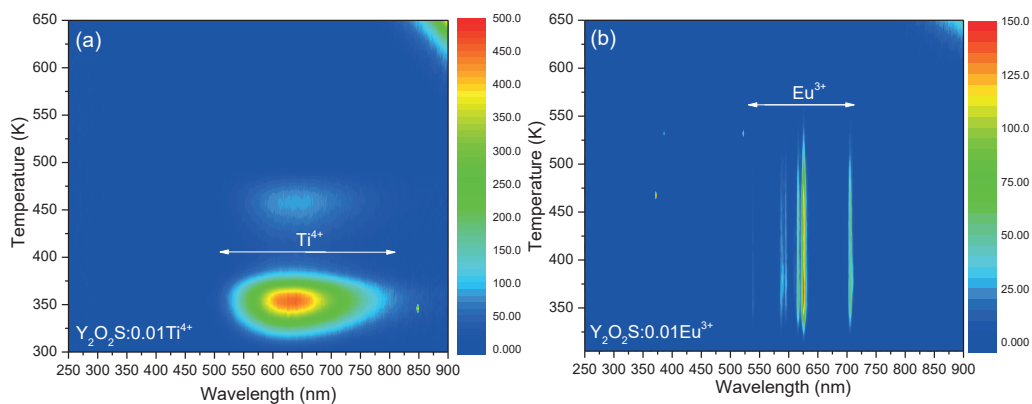 (a)
Temperature (K)
650
600
550
500
450
400
350
300
Ti⁴⁺
Y₂O₂S:0.01Ti⁴⁺
250 300 350 400 450 500 550 600 650 700 750 800 850 900
Wavelength (nm)
500.0
450.0
400.0
350.0
300.0
250.0
200.0
150.0
100.0
50.00
0.000
(b)
Temperature (K)
650
600
550
500
450
400
350
Eu³⁺
Y₂O₂S:0.01Eu³⁺
250 300 350 400 450 500 550 600 650 700 750 800 850 900
Wavelength (nm)
150.0
125.0
100.0
75.00
50.00
25.00
0.000